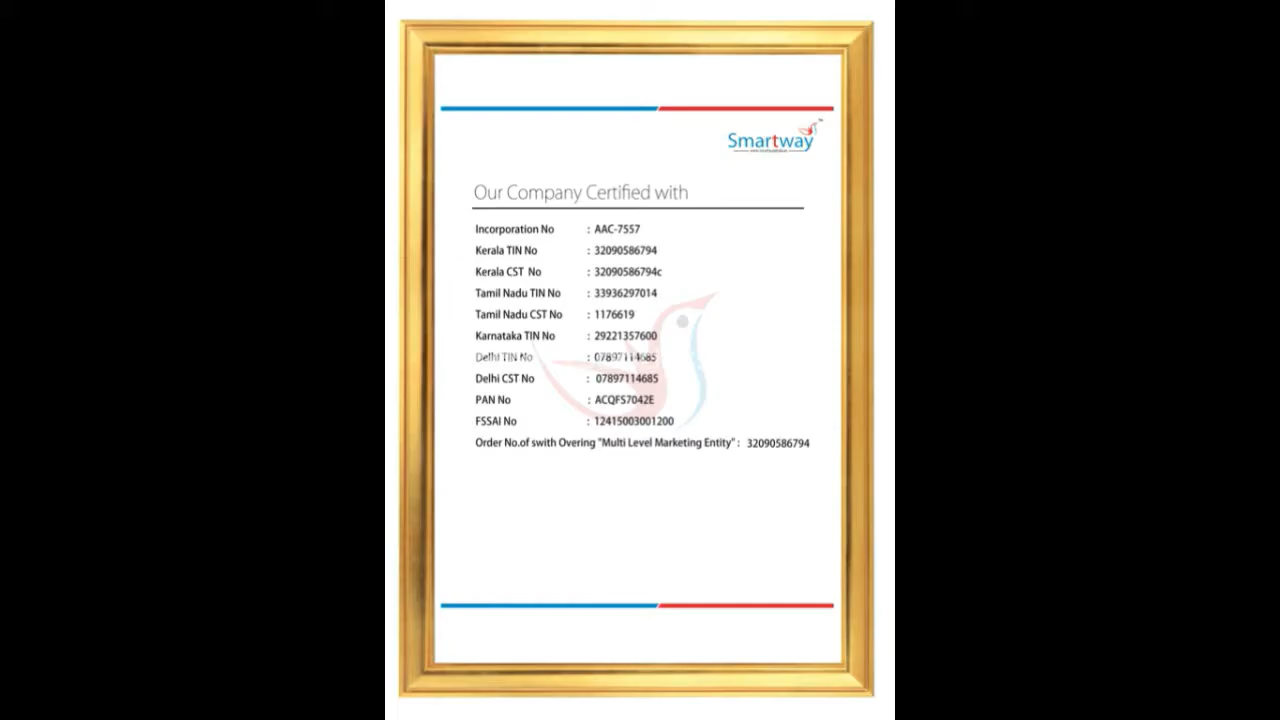 Smartway
Our Company Certified with
Incorporation No : AAC-7557
Kerala TIN No : 32090586794
Kerala CST No : 32090586794c
Tamil Nadu TIN No : 33936297014
Tamil Nadu CST No : 1176619
Karnataka TIN No : 29221357600
Delhi TIN No : 07897114685
Delhi CST No : 07897114685
PAN No : ACQFS7042E
FSSAI No : 12415003001200
Order No.of swith Overing "Multi Level Marketing Entity" : 32090586794